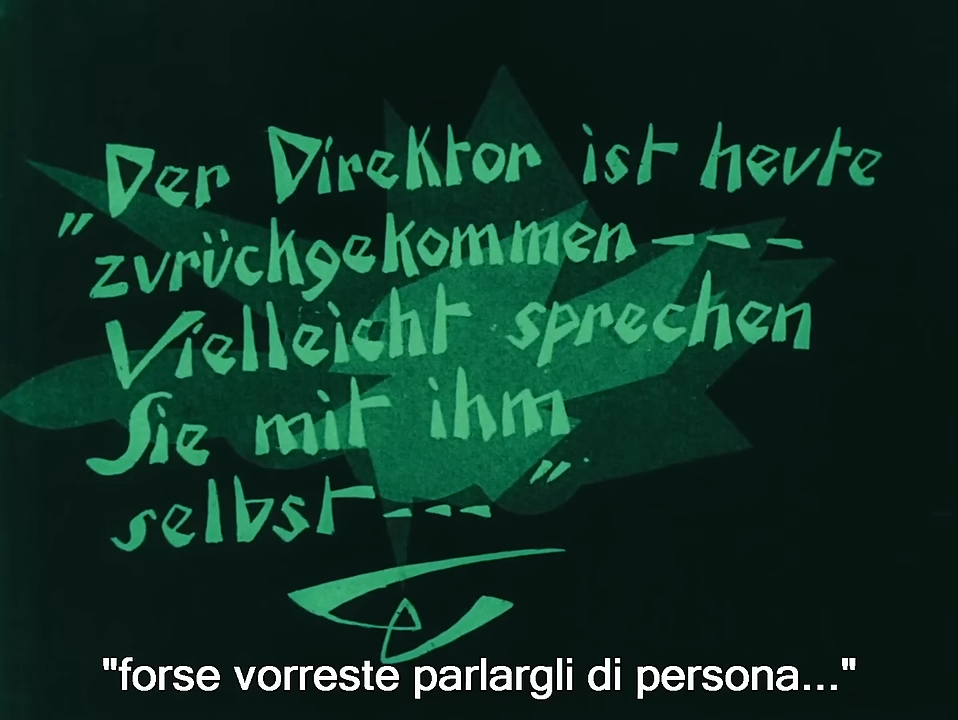 „Der Direktor ist heute
zurückgekommen - - -
Vielleicht sprechen
Sie mit ihm
selbst - - -"
"forse vorreste parlargli di persona..."